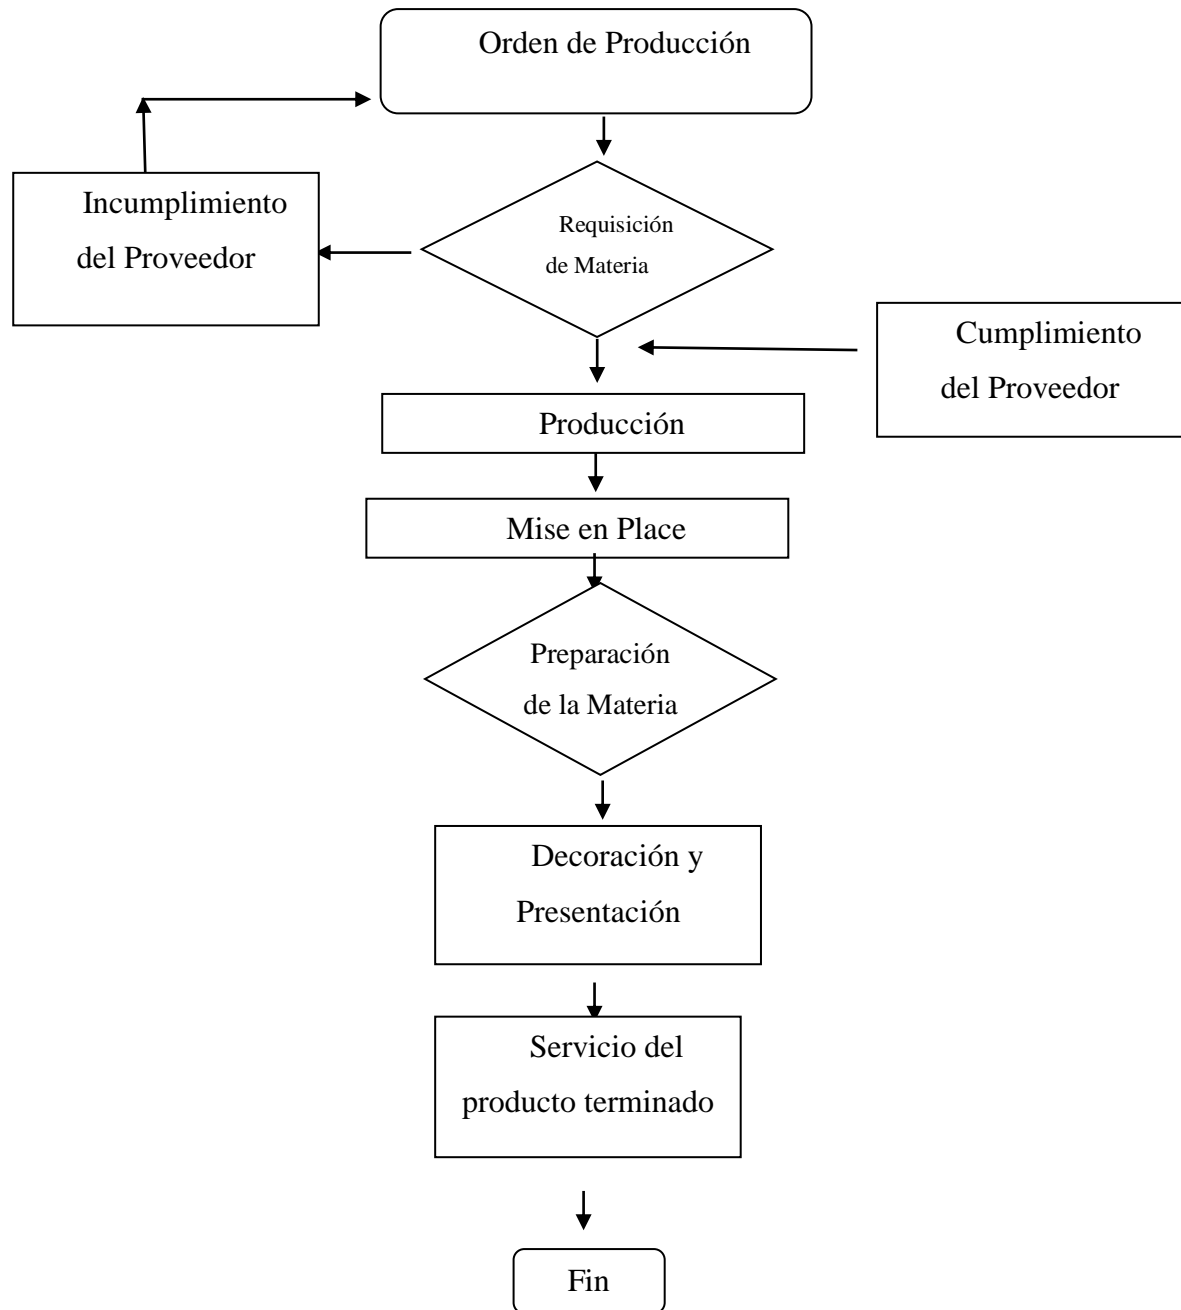 Orden de Producción
Incumplimiento
del Proveedor
Requisición
de Materia
Cumplimiento
del Proveedor
Producción
Mise en Place
Preparación
de la Materia
Decoración y
Presentación
Servicio del
producto terminado
Fin